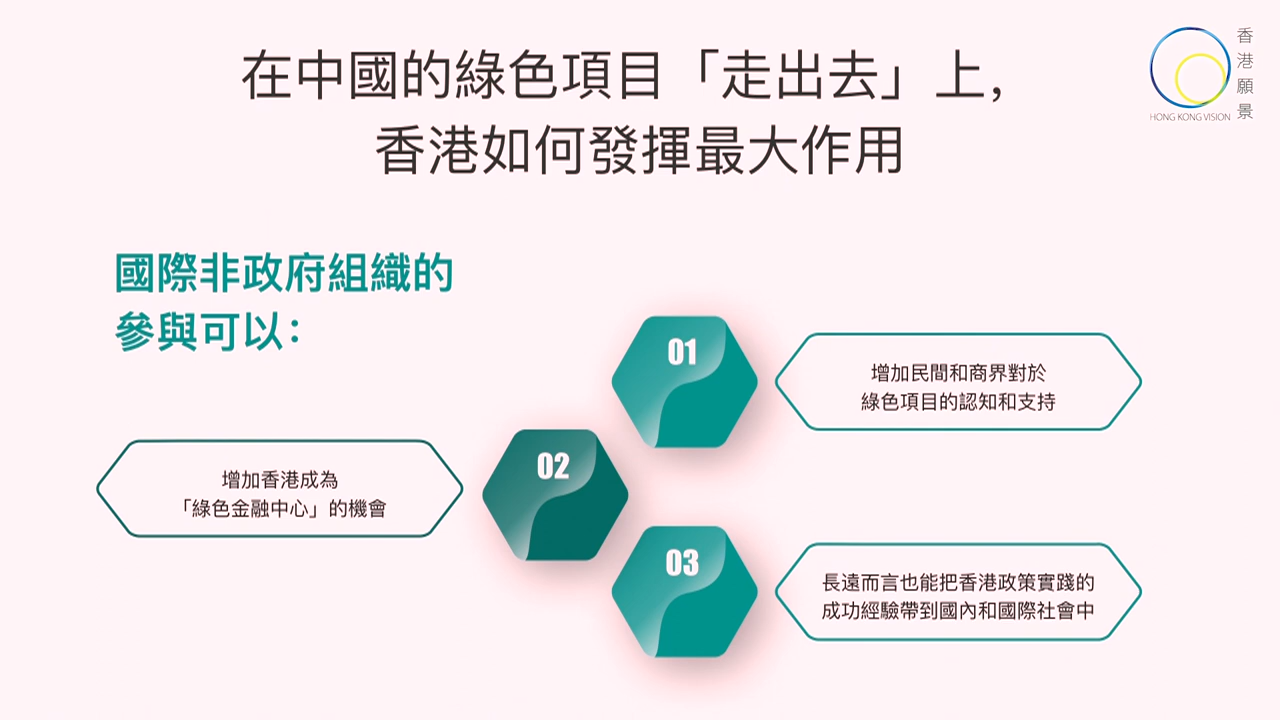 在中國的綠色項目「走出去」上，
香港如何發揮最大作用
香港願景
HONG KONG VISION
國際非政府組織的
參與可以：
01
增加民間和商界對於
綠色項目的認知和支持
02
增加香港成為
「綠色金融中心」的機會
03
長遠而言也能把香港政策實踐的
成功經驗帶到國內和國際社會中